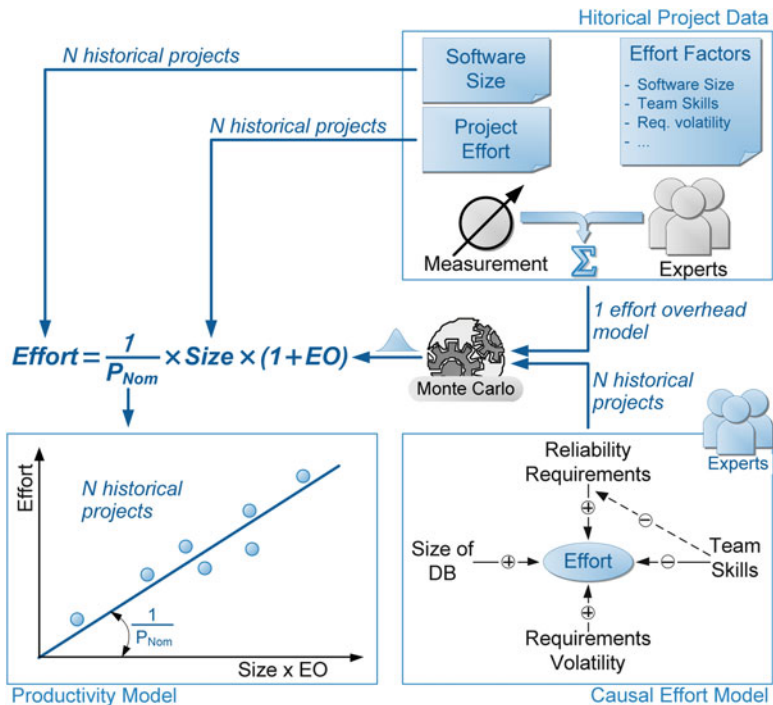 Hitorical Project Data
N historical projects
Software
Size
Effort Factors
- Software Size
- Team Skills
- Req. volatility
- ...
N historical projects
Project
Effort
Measurement
Σ
Experts
1 effort overhead
model
Effort = 1/P_Nom × Size × (1+EO)
Monte Carlo
N historical
projects
Experts
Effort
N historical
projects
1/P_Nom
Size x EO
Productivity Model
Reliability
Requirements
+
−
Size of
DB
+
Effort
−
Team
Skills
+
Requirements
Volatility
Causal Effort Model